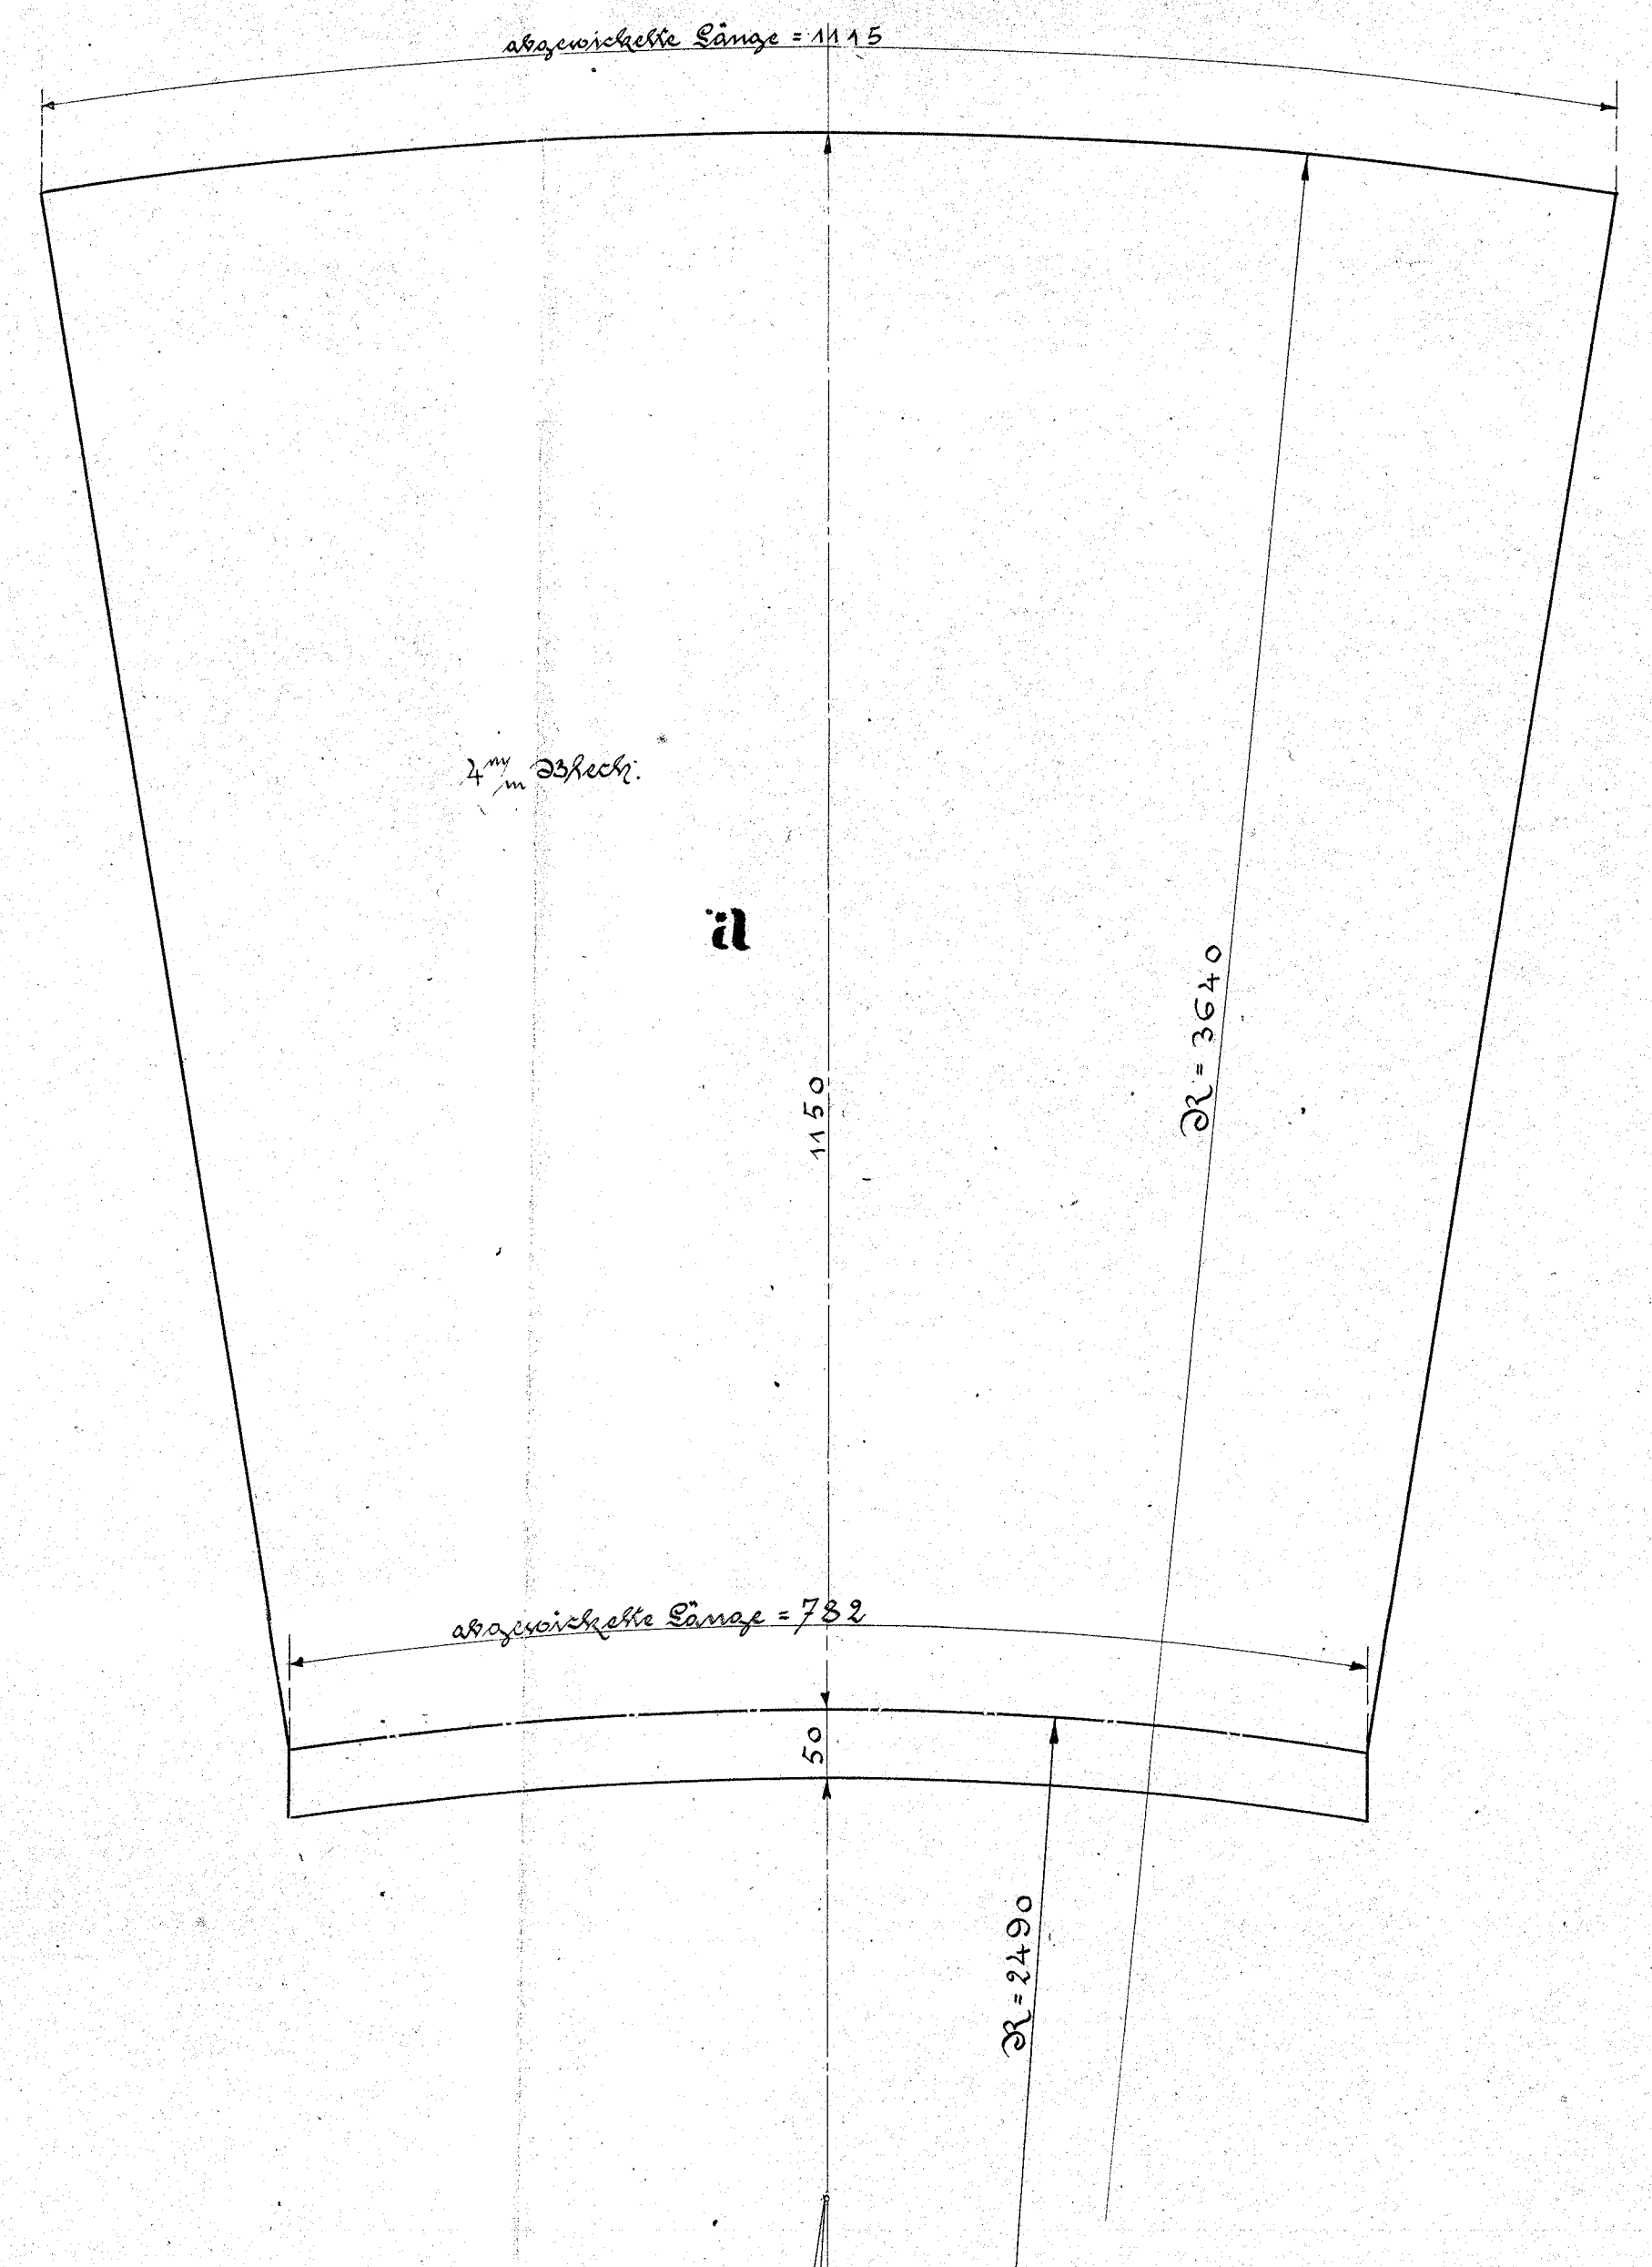 abgewickelte Länge = 1115
4 m/m Blech.
ä
1150
R = 3640
abgewickelte Länge = 782
50
R = 2490